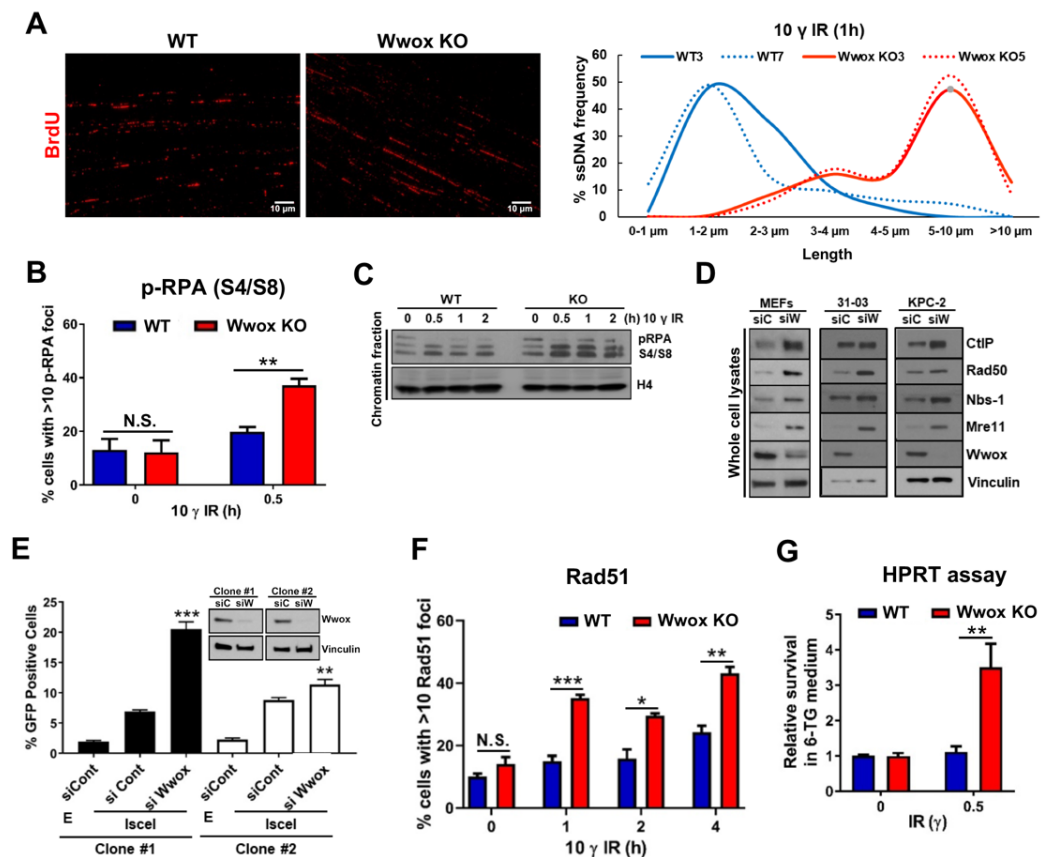 A
WT
Wwox KO
BrdU
10 µm
10 µm
10 γ IR (1h)
WT3
WT7
Wwox KO3
Wwox KO5
% ssDNA frequency
60
50
40
30
20
10
0
0-1 µm
1-2 µm
2-3 µm
3-4 µm
4-5 µm
5-10 µm
>10 µm
Length
B
p-RPA (S4/S8)
WT
Wwox KO
% cells with >10 p-RPA foci
60
40
20
0
N.S.
**
0
0.5
10 γ IR (h)
C
WT
KO
0 0.5 1 2
0 0.5 1 2 (h) 10 γ IR
Chromatin fraction
pRPA
S4/S8
H4
D
MEFs
31-03
KPC-2
siC siW
siC siW
siC siW
Whole cell lysates
CtIP
Rad50
Nbs-1
Mre11
Wwox
Vinculin
E
% GFP Positive Cells
25
20
15
10
5
0
***
**
Clone #1
Clone #2
siC siW
siC siW
Wwox
Vinculin
siCont
si Cont
si Wwox
siCont
siCont
si Wwox
E
IsceI
E
IsceI
Clone #1
Clone #2
F
Rad51
WT
Wwox KO
% cells with >10 Rad51 foci
60
40
20
0
N.S.
***
*
**
0
1
2
4
10 γ IR (h)
G
HPRT assay
WT
Wwox KO
Relative survival
in 6-TG medium
6
5
4
3
2
1
0
**
0
0.5
IR (γ)